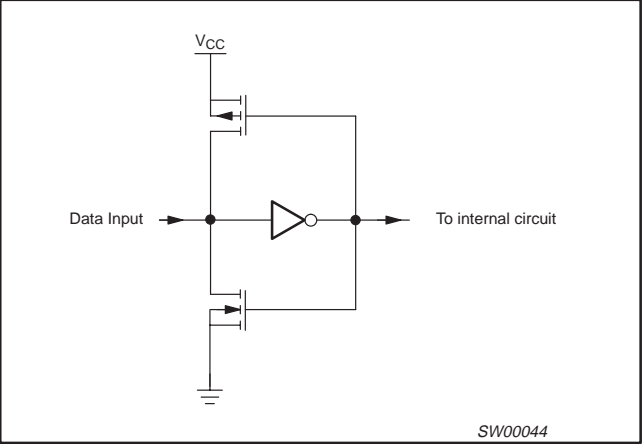 VCC
Data Input
To internal circuit
SW00044